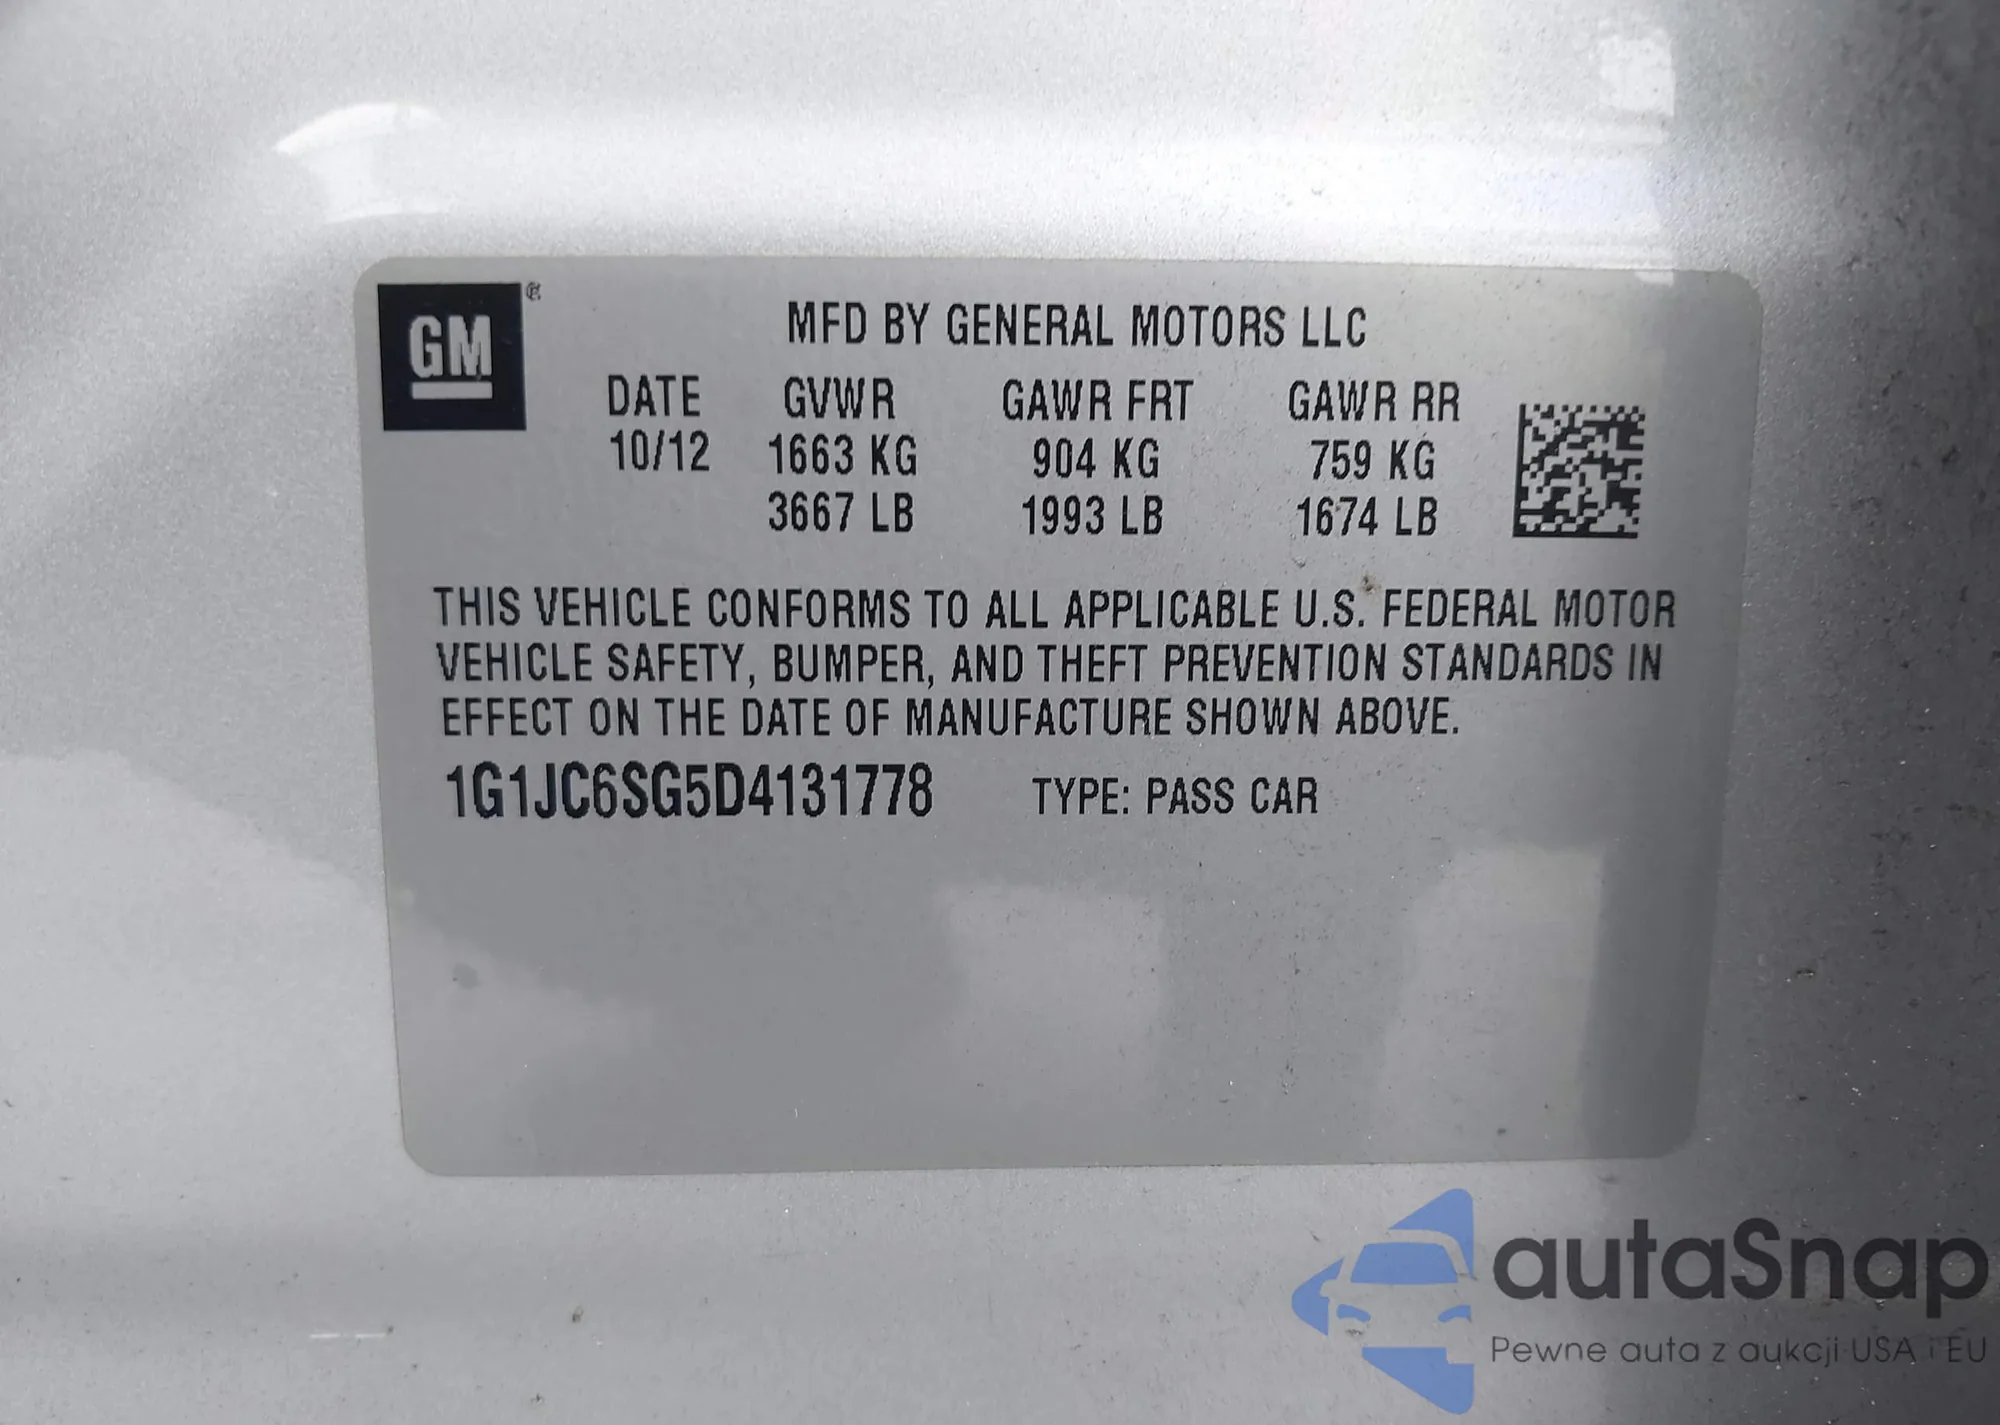 GM
MFD BY GENERAL MOTORS LLC
DATE GVWR GAWR FRT GAWR RR
10/12 1663 KG 904 KG 759 KG
3667 LB 1993 LB 1674 LB
THIS VEHICLE CONFORMS TO ALL APPLICABLE U.S. FEDERAL MOTOR
VEHICLE SAFETY, BUMPER, AND THEFT PREVENTION STANDARDS IN
EFFECT ON THE DATE OF MANUFACTURE SHOWN ABOVE.
1G1JC6SG5D4131778 TYPE: PASS CAR
autaSnap
Pewne auta z aukcji USA i EU